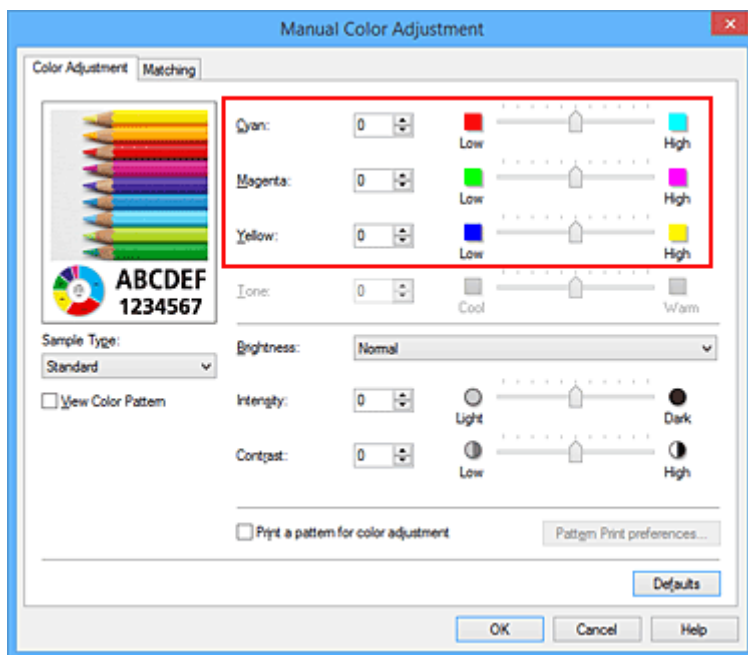 Manual Color Adjustment
Color Adjustment Matching
Cyan: 0 Low High
Magenta: 0 Low High
Yellow: 0 Low High
ABCDEF
1234567
Tone: 0 Cool Warm
Sample Type:
Standard
View Color Pattern
Brightness: Normal
Intensity: 0 Light Dark
Contrast: 0 Low High
Print a pattern for color adjustment Pattern Print preferences...
Defaults
OK Cancel Help